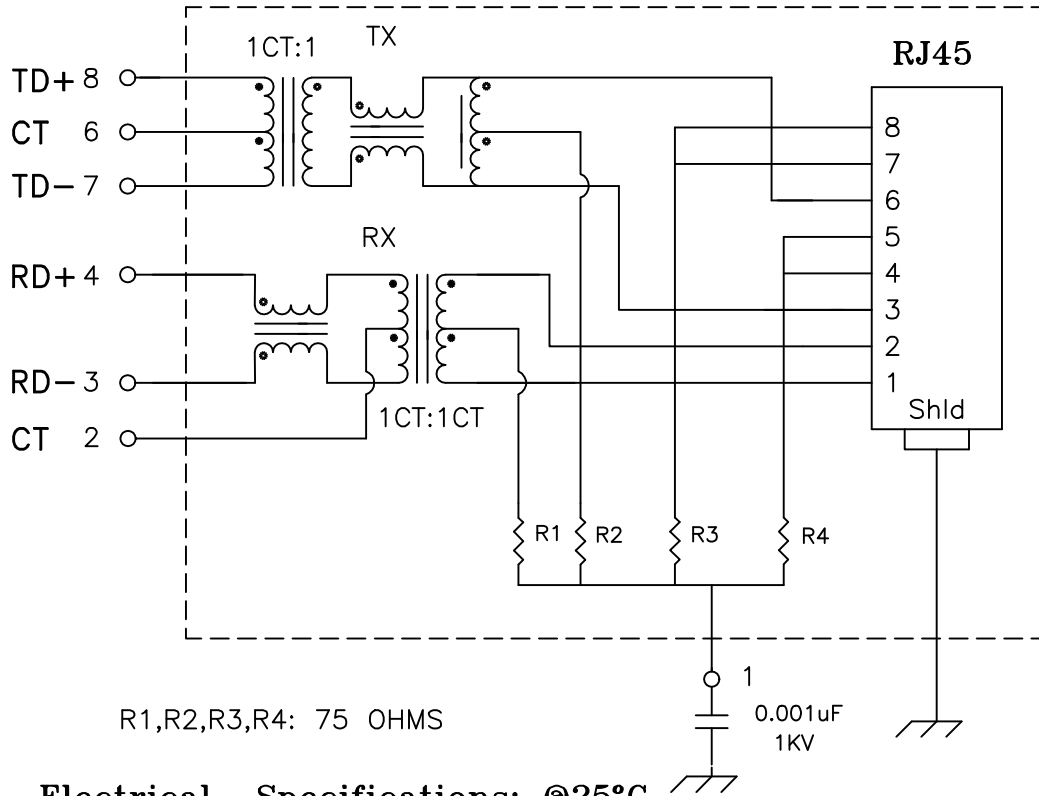 1CT:1
TX
RJ45
TD+ 8
CT 6
TD- 7
8
7
6
5
4
3
2
1
Shld
RX
RD+ 4
RD- 3
CT 2
1CT:1CT
R1
R2
R3
R4
1
0.001uF
1KV
R1,R2,R3,R4: 75 OHMS
Electrical Specifications: @25°C